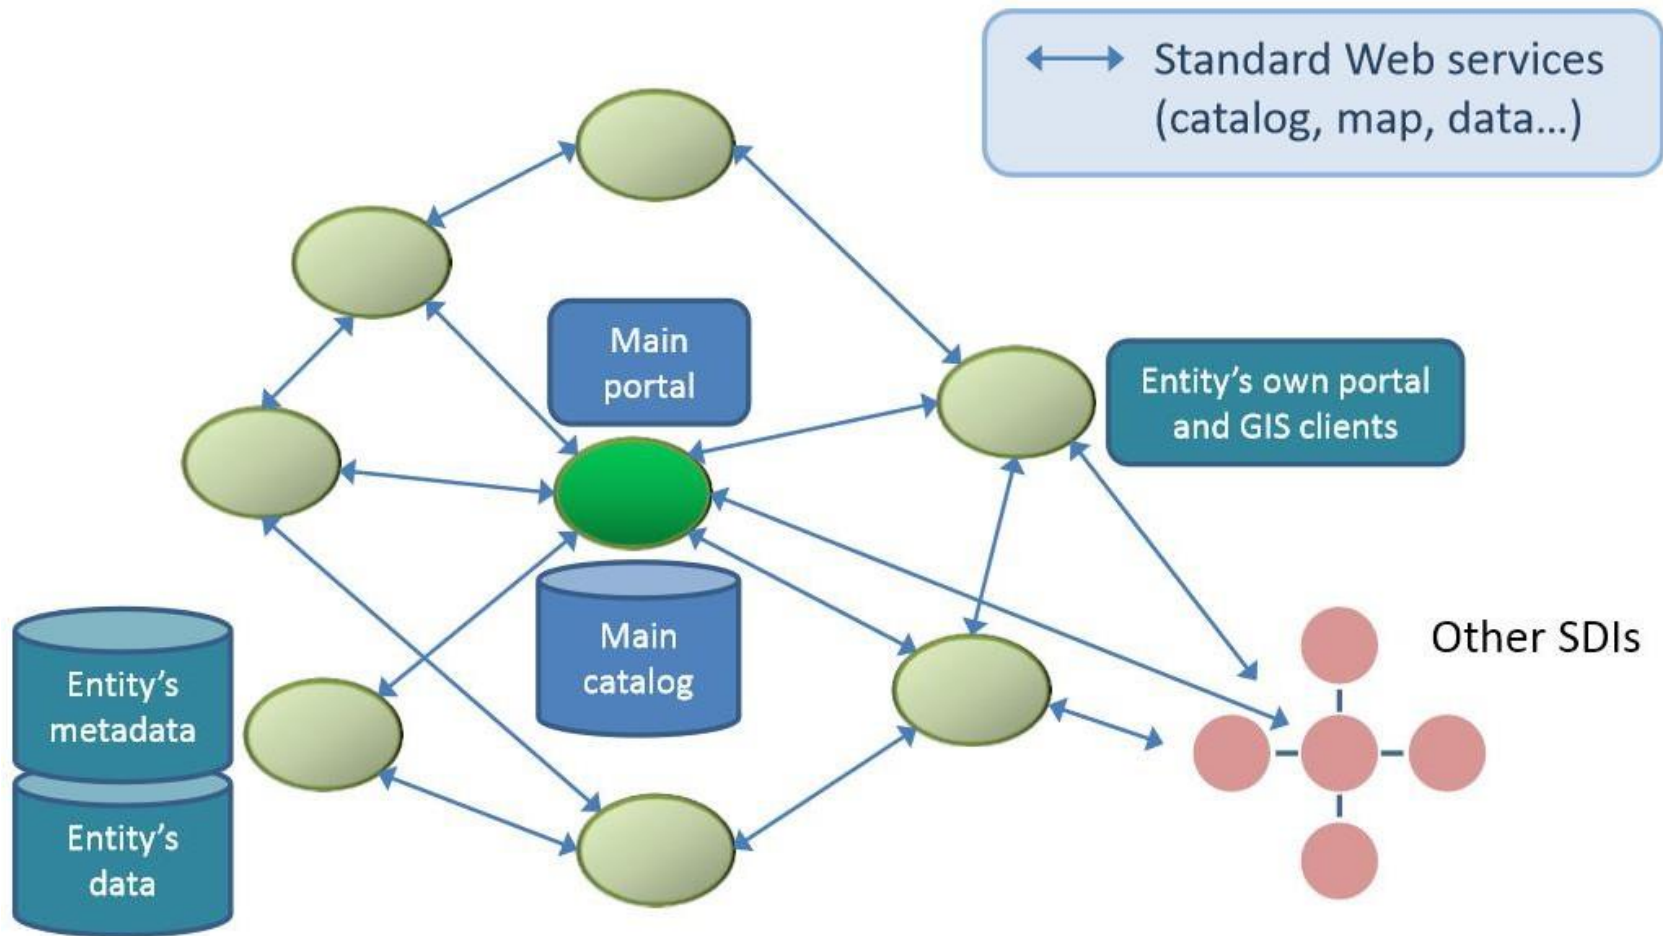 Standard Web services
(catalog, map, data...)
Main
portal
Entity’s own portal
and GIS clients
Main
catalog
Other SDIs
Entity’s
metadata
Entity’s
data